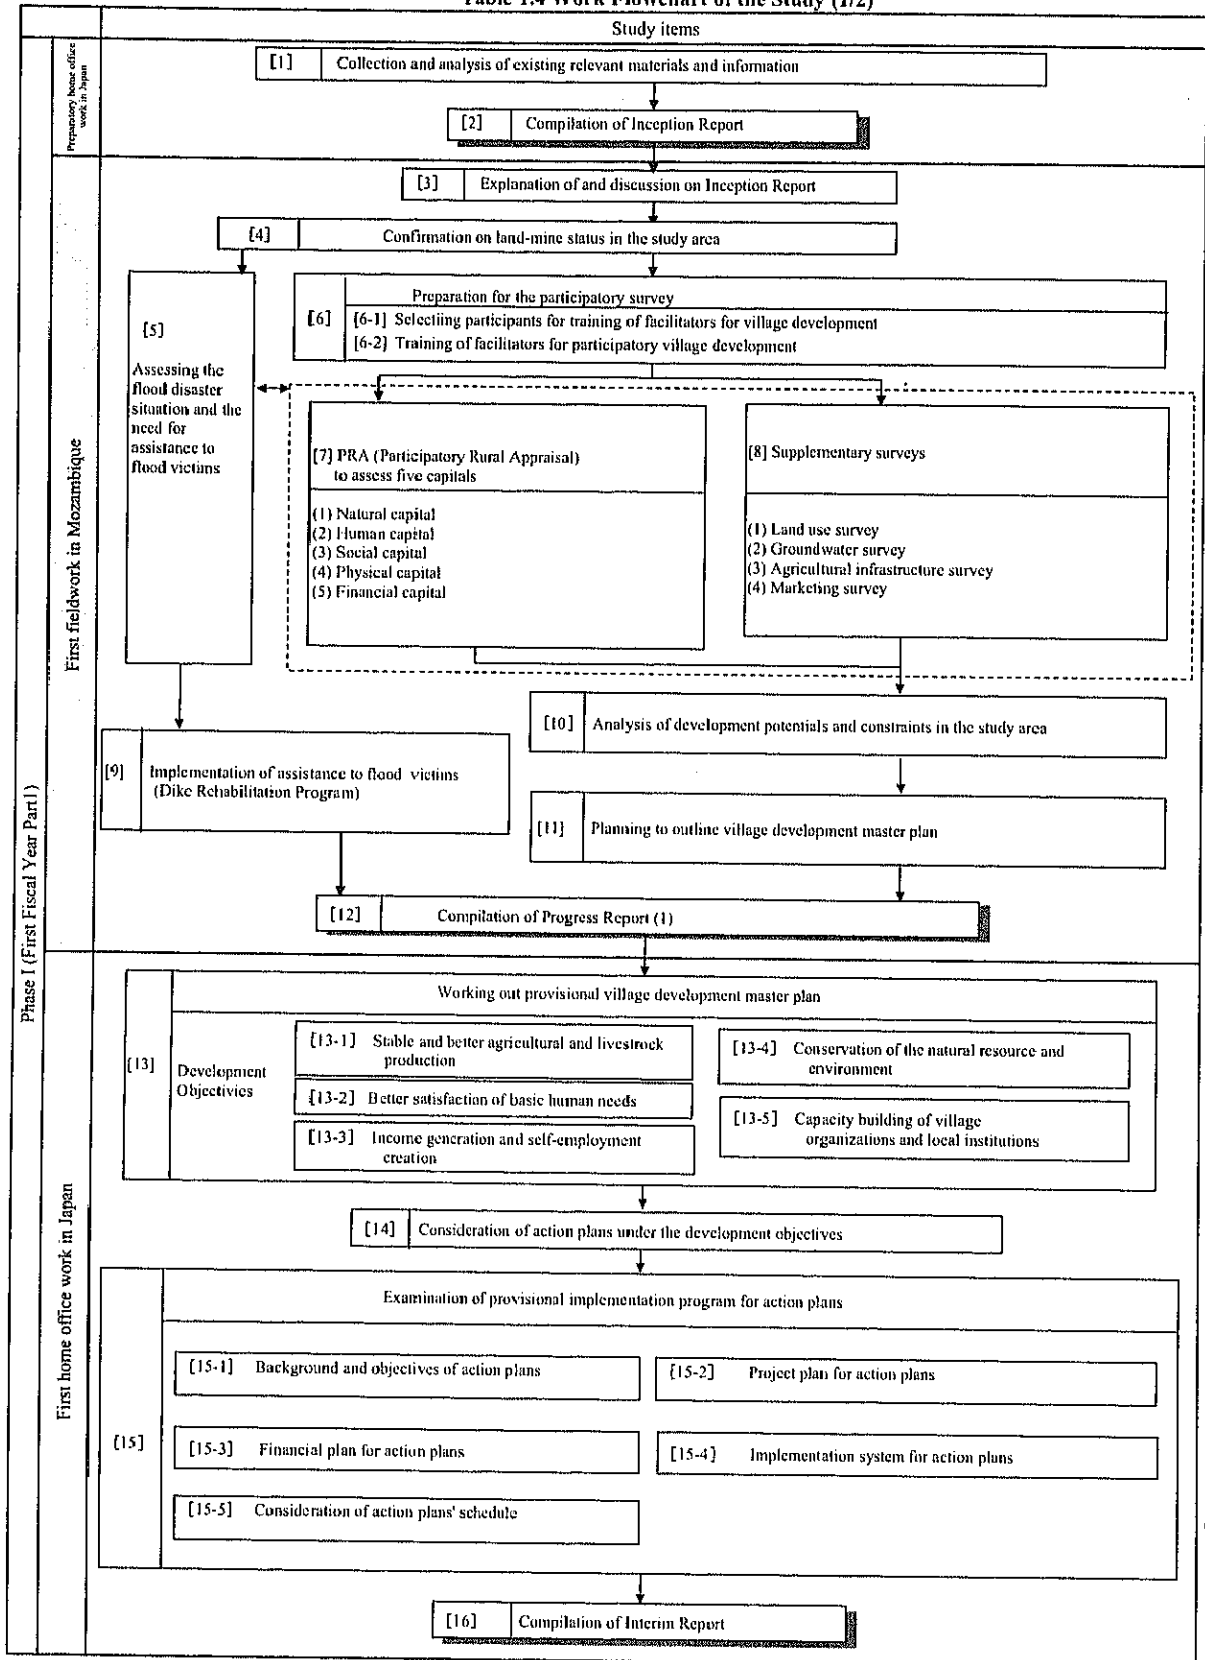 Table 1.4 Work Flowchart of the Study (1/2)
Study items
Phase I (First Fiscal Year Part I)
Preparatory home office
work in Japan
[1] Collection and analysis of existing relevant materials and information
[2] Compilation of Inception Report
First fieldwork in Mozambique
[3] Explanation of and discussion on Inception Report
[4] Confirmation on land-mine status in the study area
[5]
Assessing the
flood disaster
situation and the
need for
assistance to
flood victims
[6] Preparation for the participatory survey
[6-1] Selectiing participants for training of facilitators for village development
[6-2] Training of facilitators for participatory village development
[7] PRA (Participatory Rural Appraisal)
to assess five capitals
(1) Natural capital
(2) Human capital
(3) Social capital
(4) Physical capital
(5) Financial capital
[8] Supplementary surveys
(1) Land use survey
(2) Groundwater survey
(3) Agricultural infrastructure survey
(4) Marketing survey
[9] Implementation of assistance to flood victims
(Dike Rehabilitation Program)
[10] Analysis of development potentials and constraints in the study area
[11] Planning to outline village development master plan
[12] Compilation of Progress Report (1)
First home office work in Japan
[13] Working out provisional village development master plan
Development
Objectivies
[13-1] Stable and better agricultural and livestrock
production
[13-2] Better satisfaction of basic human needs
[13-3] Income generation and self-employment
creation
[13-4] Conservation of the natural resource and
environment
[13-5] Capacity building of village
organizations and local institutions
[14] Consideration of action plans under the development objectives
[15] Examination of provisional implementation program for action plans
[15-1] Background and objectives of action plans
[15-2] Project plan for action plans
[15-3] Financial plan for action plans
[15-4] Implementation system for action plans
[15-5] Consideration of action plans' schedule
[16] Compilation of Interim Report